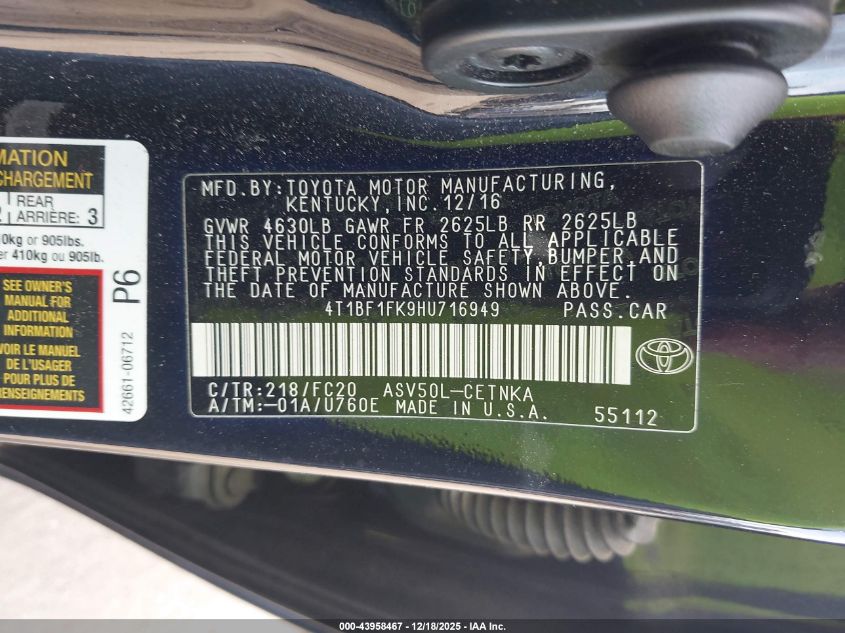 MATION
CHARGEMENT
REAR
ARRIÈRE: 3
0kg or 905lbs.
410kg ou 905lb.
SEE OWNER'S
MANUAL FOR
ADDITIONAL
INFORMATION
VOIR LE MANUEL
DE L'USAGER
POUR PLUS DE
RENSEIGNEMENTS
P6
42661-06712
MFD.BY:TOYOTA MOTOR MANUFACTURING,
KENTUCKY,INC.12/16
GVWR 4630LB GAWR FR 2625LB RR 2625LB
THIS VEHICLE CONFORMS TO ALL APPLICABLE
FEDERAL MOTOR VEHICLE SAFETY,BUMPER,AND
THEFT PREVENTION STANDARDS IN EFFECT ON
THE DATE OF MANUFACTURE SHOWN ABOVE.
4T1BF1FK9HU716949 PASS.CAR
C/TR:218/FC20 ASV50L-CETNKA
A/TM:-01A/U760E MADE IN U.S.A. 55112
000-43958467 - 12/18/2025 - IAA Inc.